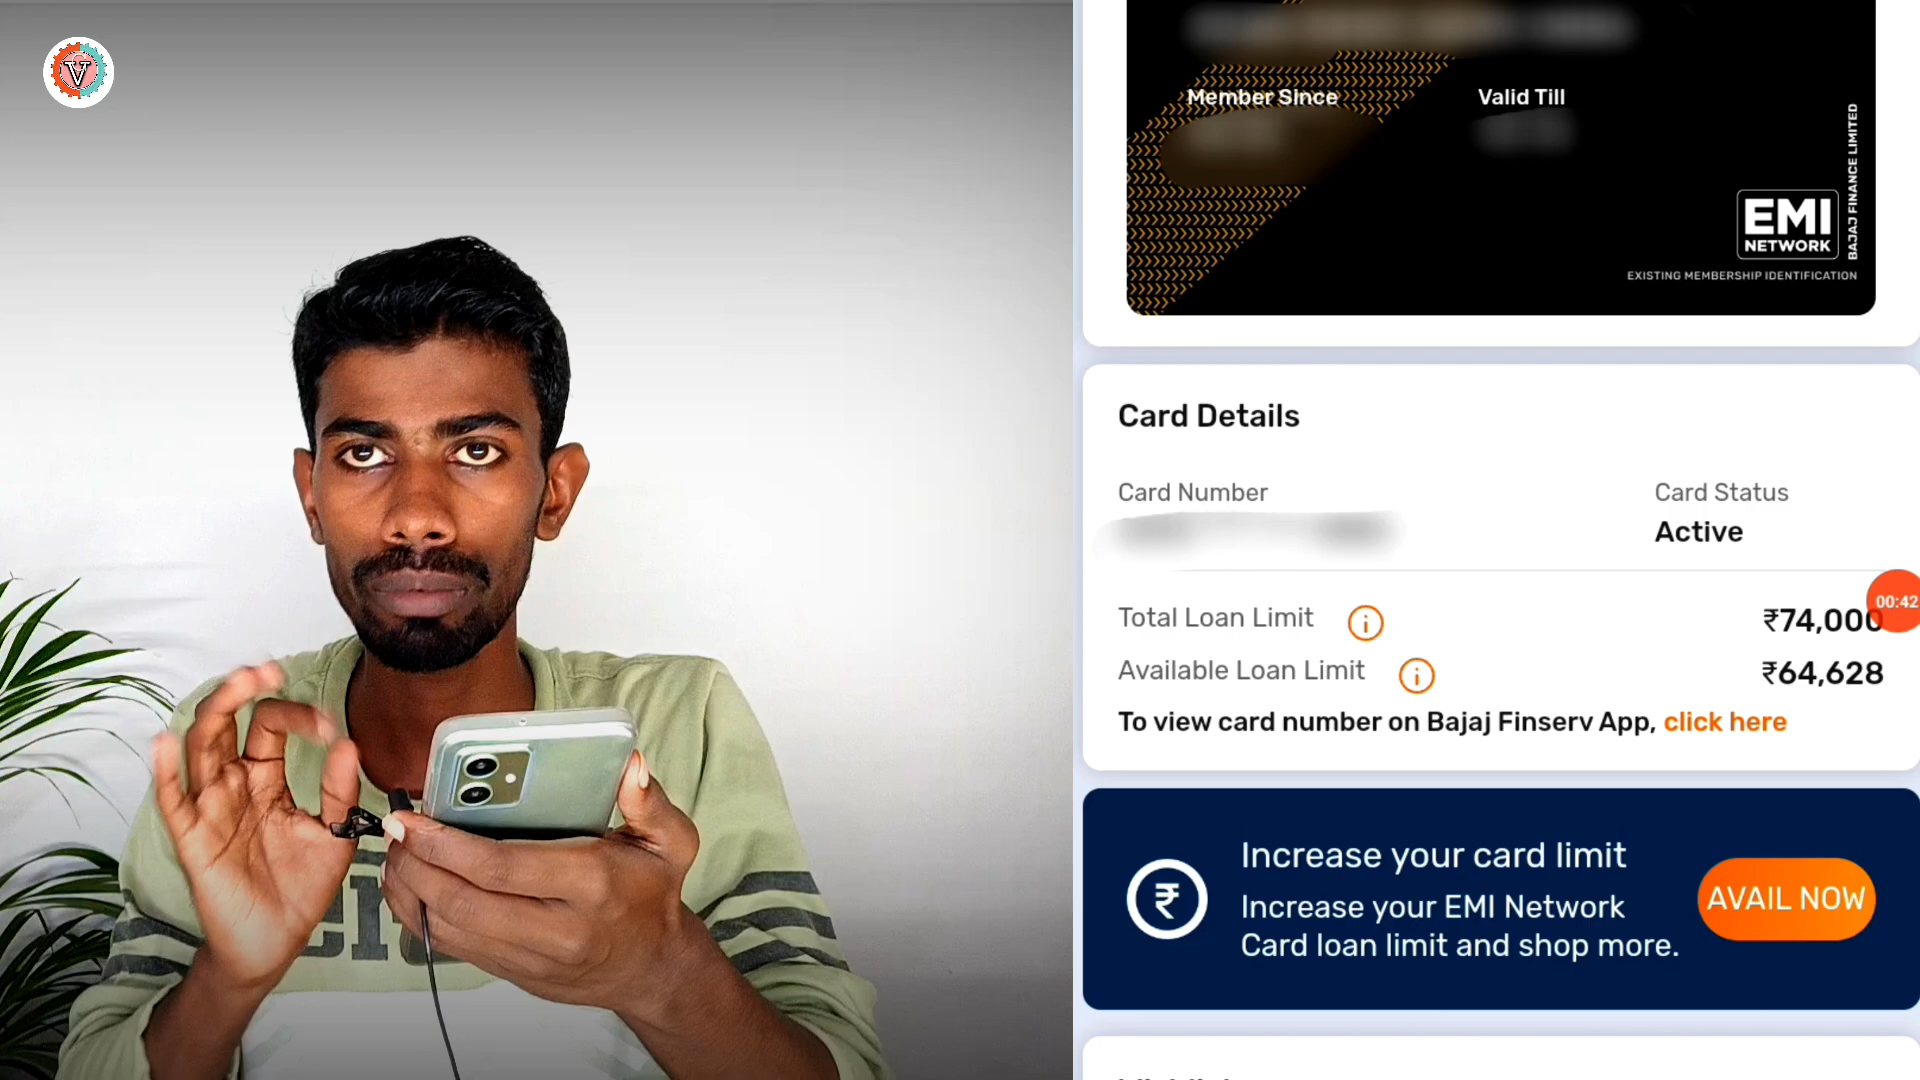 V
Member Since
Valid Till
BAJAJ FINANCE LIMITED
EMI
NETWORK
EXISTING MEMBERSHIP IDENTIFICATION
Card Details
Card Number
Card Status
Active
Total Loan Limit
₹74,000
00:42
Available Loan Limit
₹64,628
To view card number on Bajaj Finserv App, click here
Increase your card limit
Increase your EMI Network
Card loan limit and shop more.
AVAIL NOW